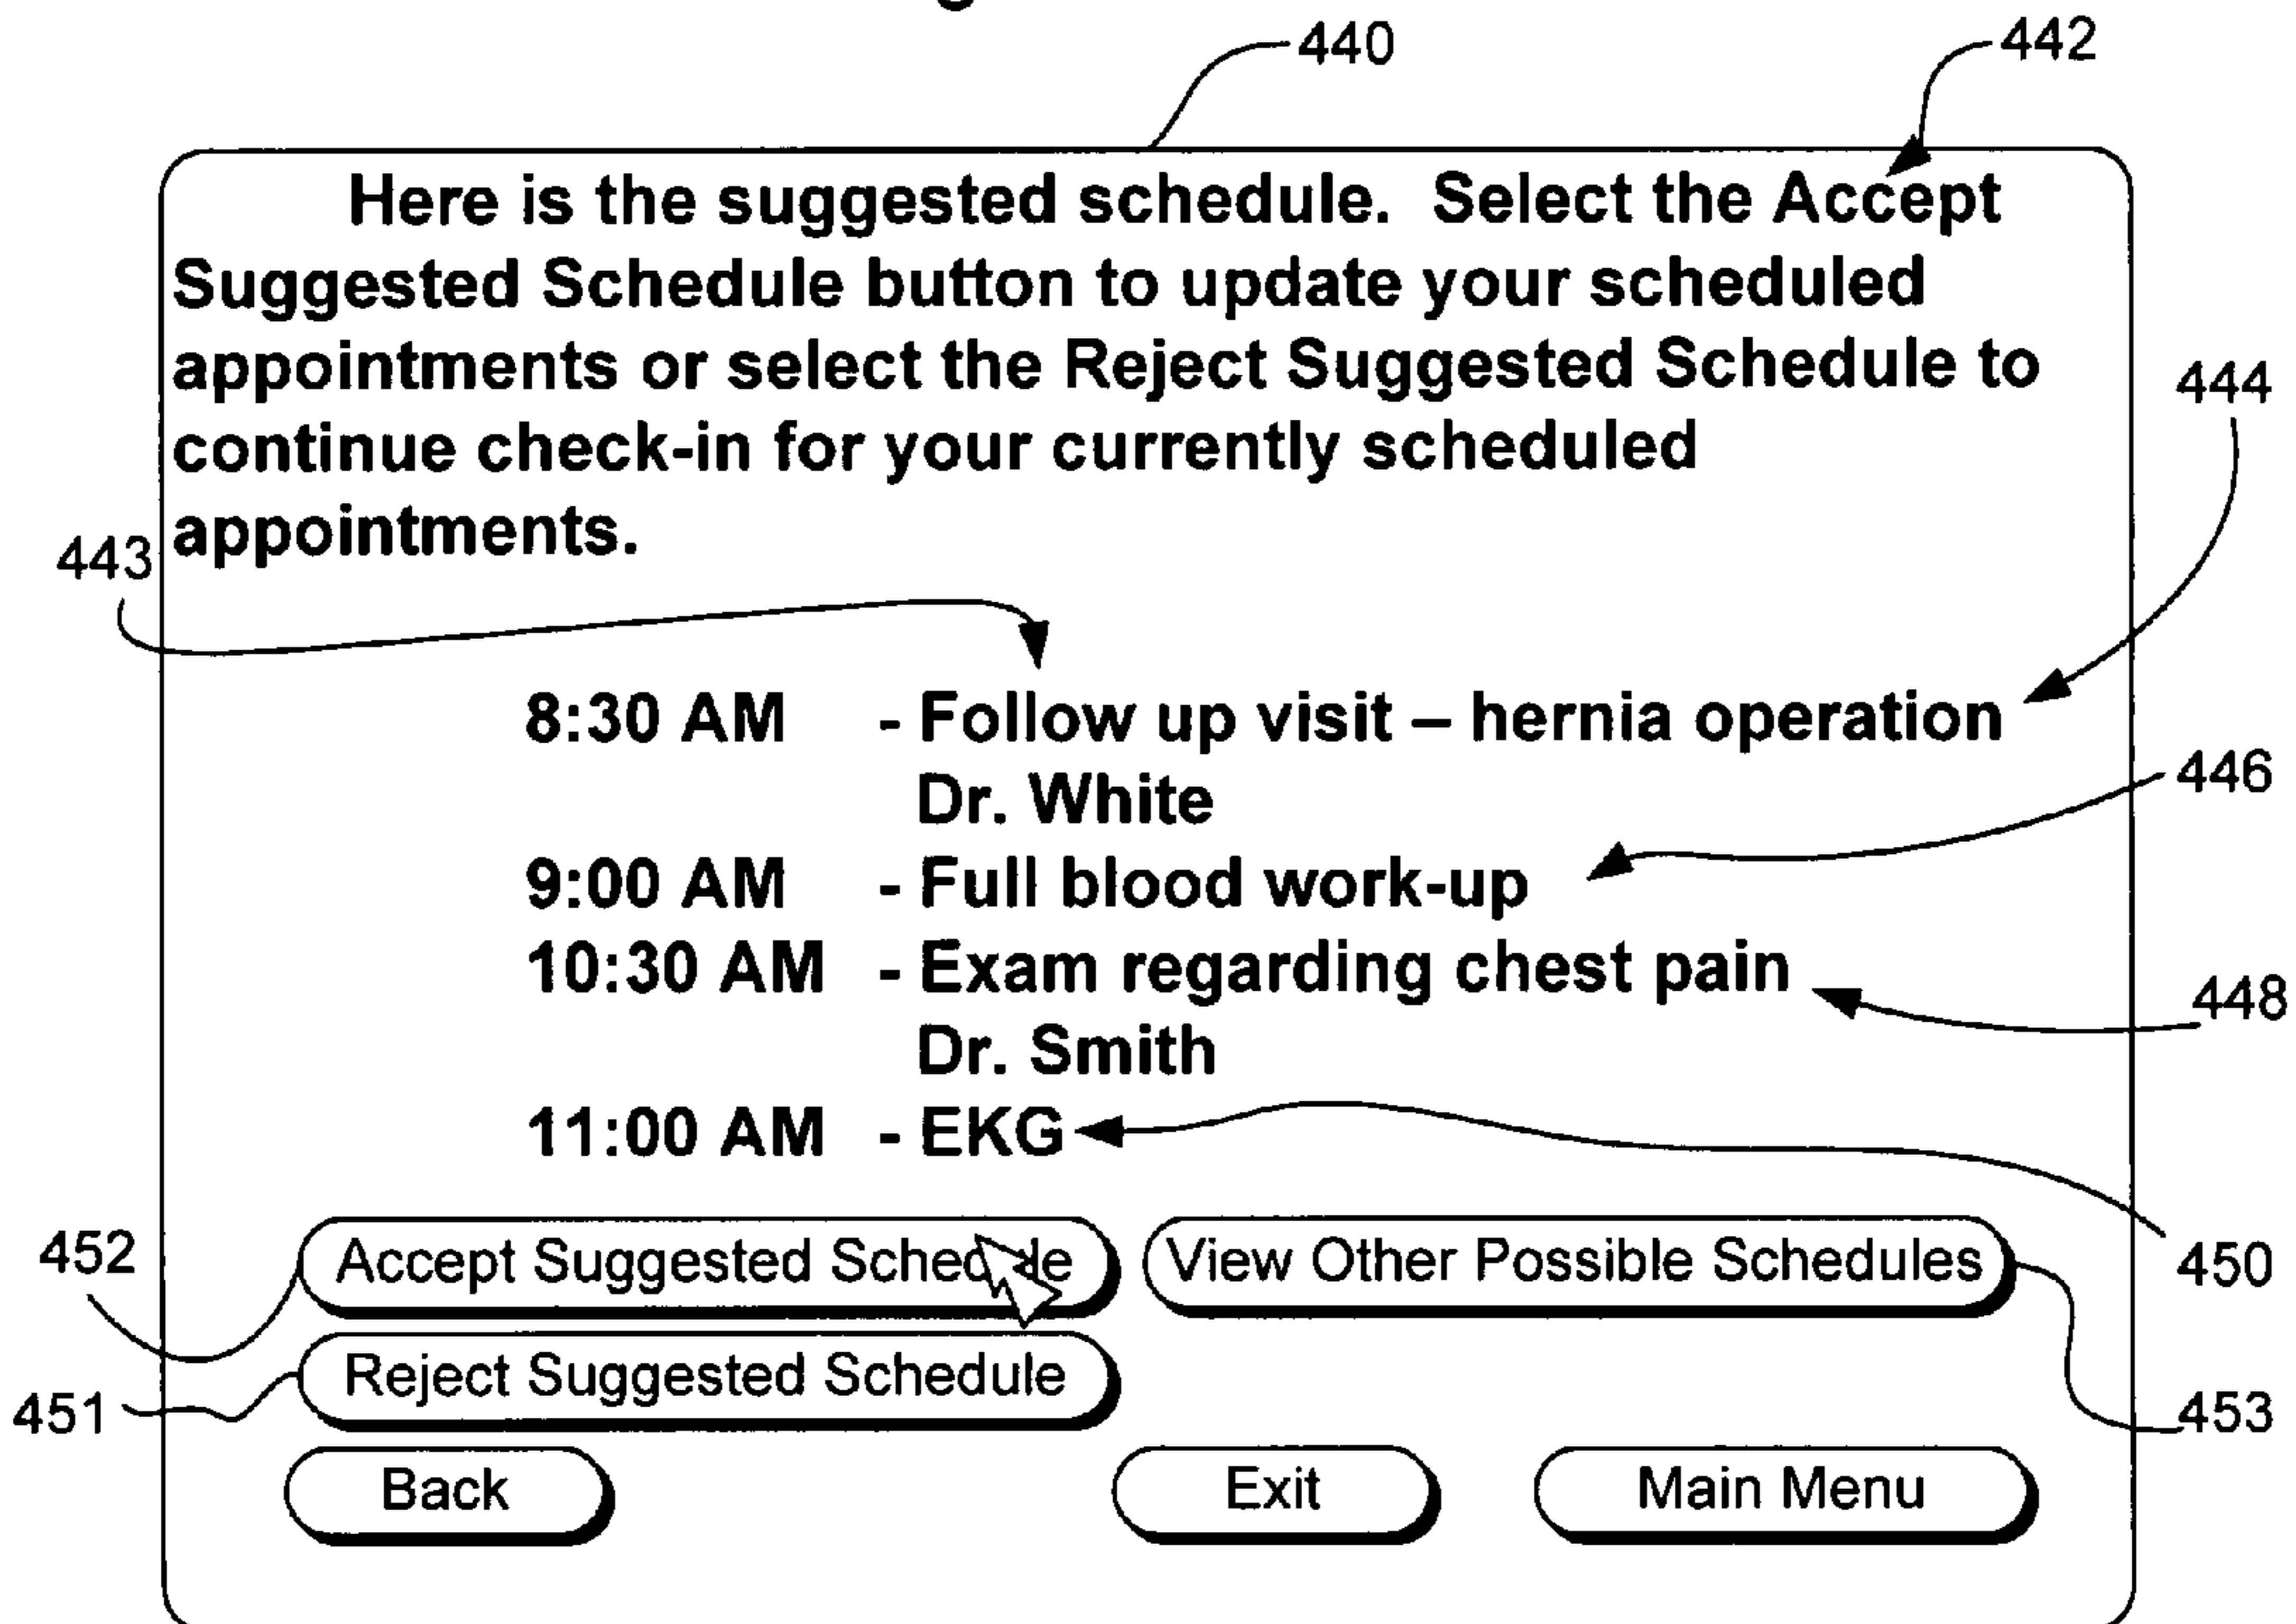 440
442
Here is the suggested schedule. Select the Accept
Suggested Schedule button to update your scheduled
appointments or select the Reject Suggested Schedule to
444
continue check-in for your currently scheduled
443 appointments.
8:30 AM - Follow up visit – hernia operation
446
Dr. White
9:00 AM - Full blood work-up
10:30 AM - Exam regarding chest pain
448
Dr. Smith
11:00 AM - EKG
452 Accept Suggested Schedule View Other Possible Schedules 450
451 Reject Suggested Schedule 453
Back Exit Main Menu